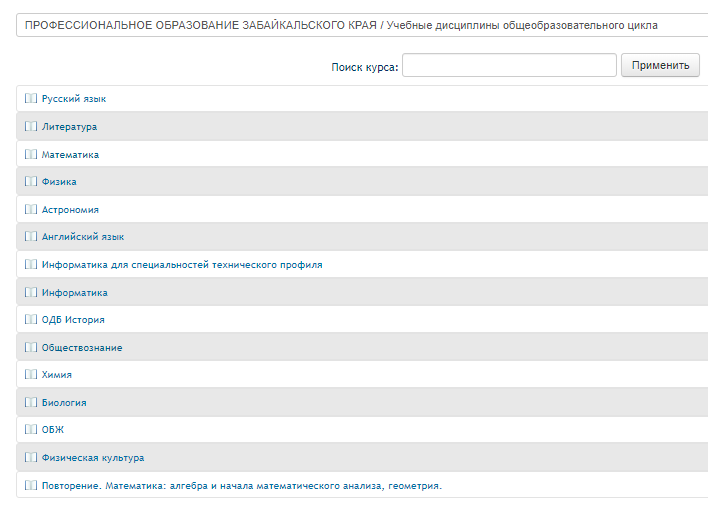 ПРОФЕССИОНАЛЬНОЕ ОБРАЗОВАНИЕ ЗАБАЙКАЛЬСКОГО КРАЯ / Учебные дисциплины общеобразовательного цикла
Поиск курса: Применить
Русский язык
Литература
Математика
Физика
Астрономия
Английский язык
Информатика для специальностей технического профиля
Информатика
ОДБ История
Обществознание
Химия
Биология
ОБЖ
Физическая культура
Повторение. Математика: алгебра и начала математического анализа, геометрия.